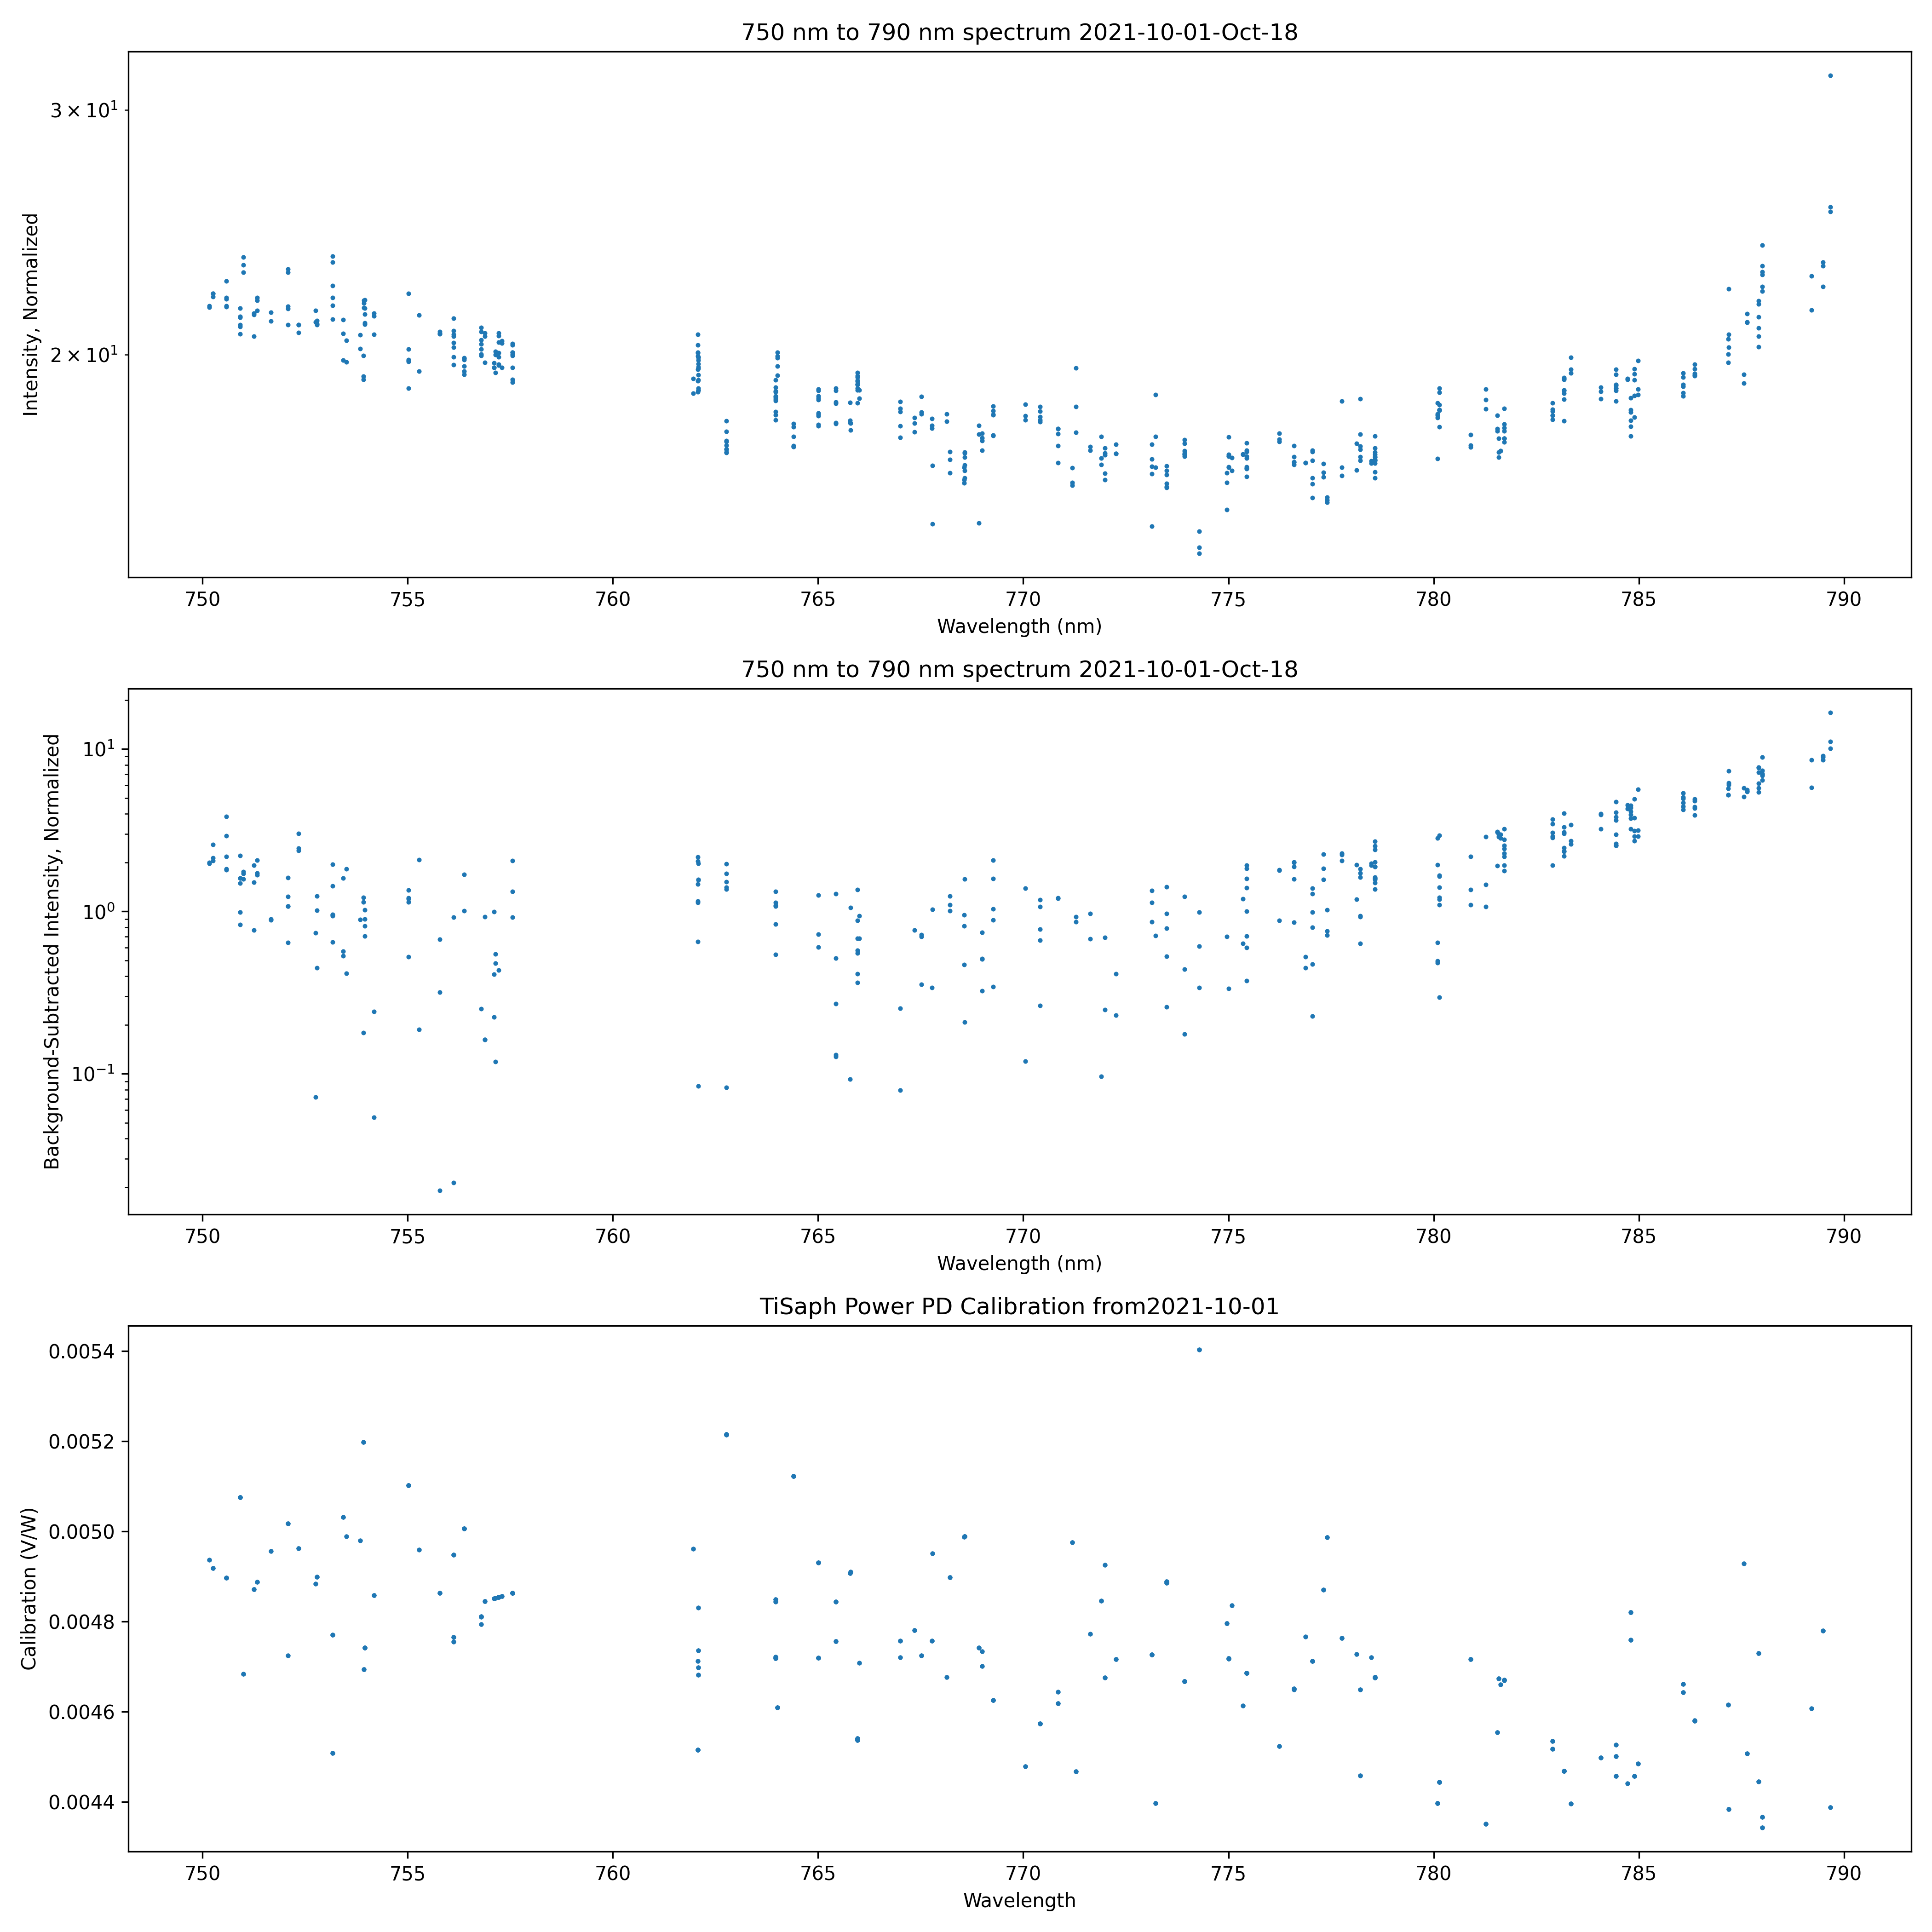 750 nm to 790 nm spectrum 2021-10-01-Oct-18
3 × 10¹
2 × 10¹
Intensity, Normalized
750 755 760 765 770 775 780 785 790
Wavelength (nm)
750 nm to 790 nm spectrum 2021-10-01-Oct-18
10¹
10⁰
10⁻¹
Background-Subtracted Intensity, Normalized
750 755 760 765 770 775 780 785 790
Wavelength (nm)
TiSaph Power PD Calibration from2021-10-01
0.0054
0.0052
0.0050
0.0048
0.0046
0.0044
Calibration (V/W)
750 755 760 765 770 775 780 785 790
Wavelength